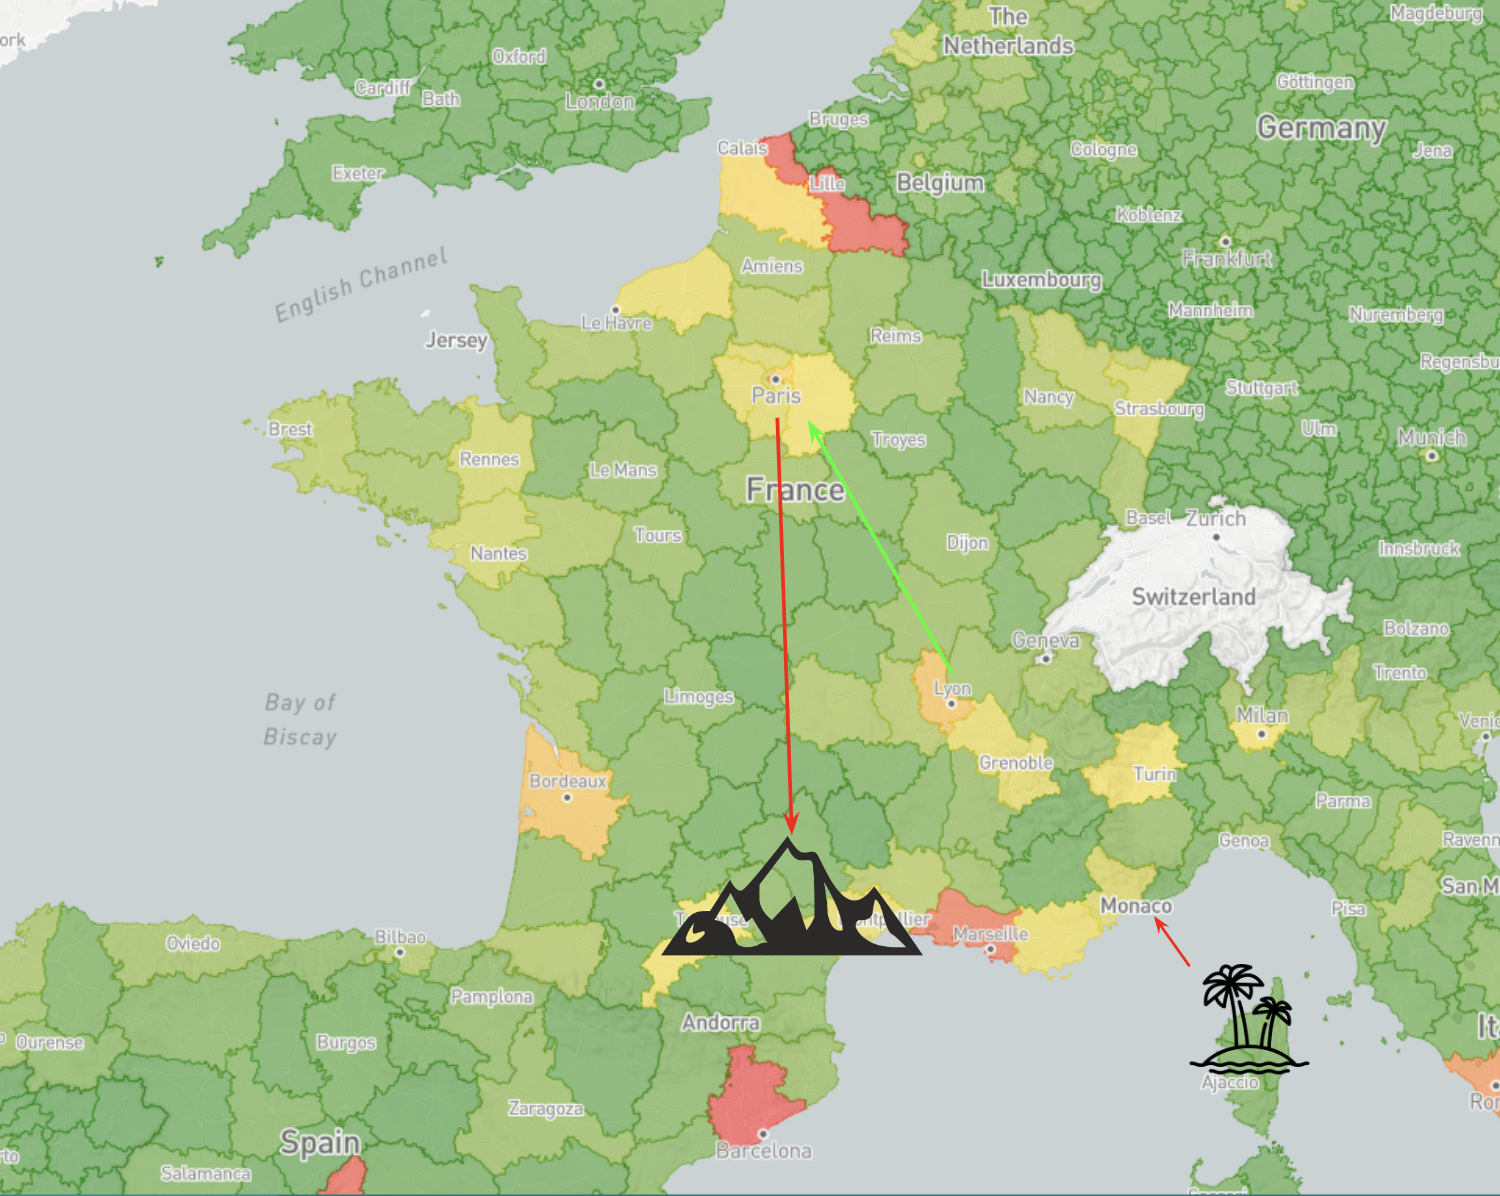 ork
Magdeburg
The
Netherlands
Oxford
Göttingen
Cardiff
Bath
London
Bruges
Germany
Calais
Cologne
Jena
Exeter
Lille
Belgium
Koblenz
Frankfurt
English Channel
Amiens
Luxembourg
Mannheim
Nuremberg
Le Havre
Jersey
Reims
Regensbu
Paris
Nancy
Strasbourg
Stuttgart
Brest
Troyes
Ulm
Munich
Rennes
Le Mans
France
Basel
Zurich
Tours
Dijon
Nantes
Innsbruck
Switzerland
Geneva
Bolzano
Trento
Limoges
Lyon
Bay of
Biscay
Milan
Venic
Grenoble
Turin
Bordeaux
Parma
Genoa
Ravenn
San M
Monaco
Pisa
Marseille
Oviedo
Bilbao
Pamplona
Andorra
It
Ourense
Burgos
Ajaccio
Ron
Zaragoza
Spain
Barcelona
Salamanca
rto